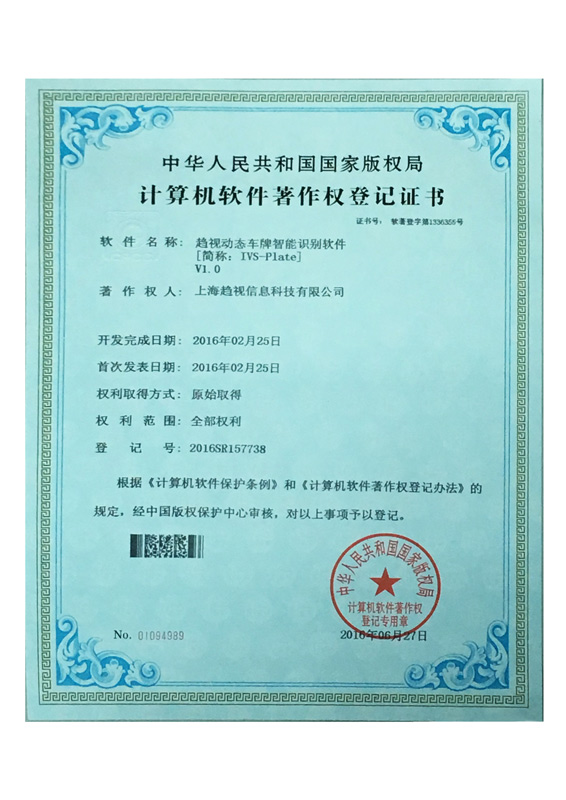 中华人民共和国国家版权局
计算机软件著作权登记证书
证书号： 软著登字第1336355号
软件名称： 趋视动态车牌智能识别软件
[简称：IVS-Plate]
V1.0
著作权人： 上海趋视信息科技有限公司
开发完成日期： 2016年02月25日
首次发表日期： 2016年02月25日
权利取得方式： 原始取得
权利范围： 全部权利
登记号： 2016SR157738
根据《计算机软件保护条例》和《计算机软件著作权登记办法》的
规定，经中国版权保护中心审核，对以上事项予以登记。
中华人民共和国国家版权局
计算机软件著作权
登记专用章
No. 01094989
2016年06月27日